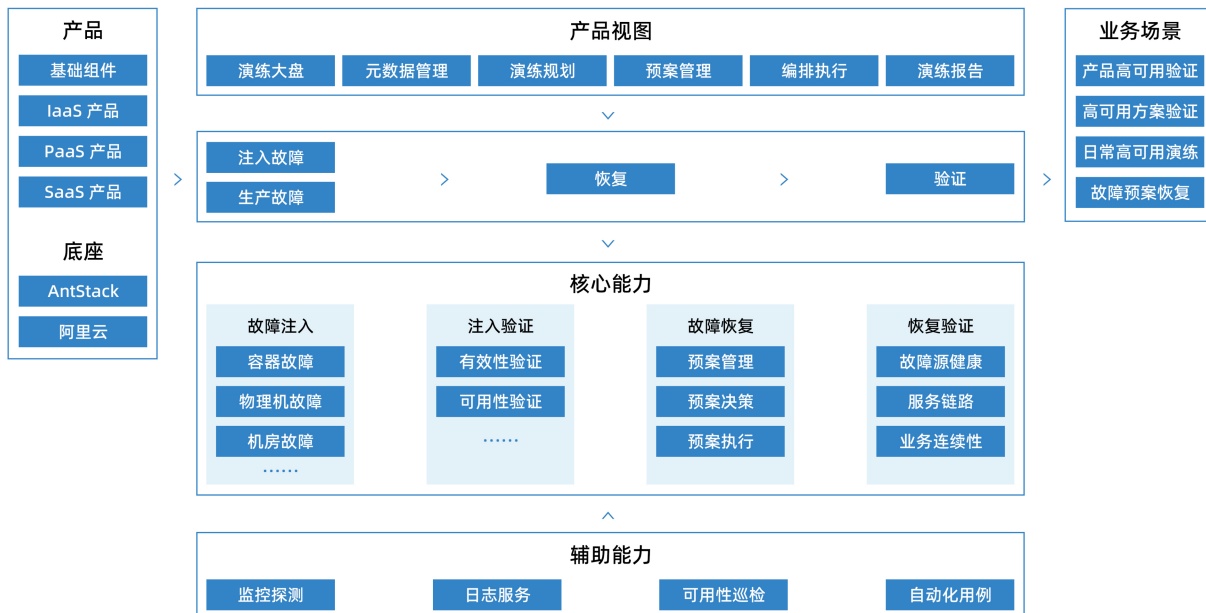 产品
基础组件
IaaS 产品
PaaS 产品
SaaS 产品
底座
AntStack
阿里云
产品视图
演练大盘
元数据管理
演练规划
预案管理
编排执行
演练报告
注入故障
生产故障
恢复
验证
核心能力
故障注入
容器故障
物理机故障
机房故障
······
注入验证
有效性验证
可用性验证
······
故障恢复
预案管理
预案决策
预案执行
恢复验证
故障源健康
服务链路
业务连续性
辅助能力
监控探测
日志服务
可用性巡检
自动化用例
业务场景
产品高可用验证
高可用方案验证
日常高可用演练
故障预案恢复